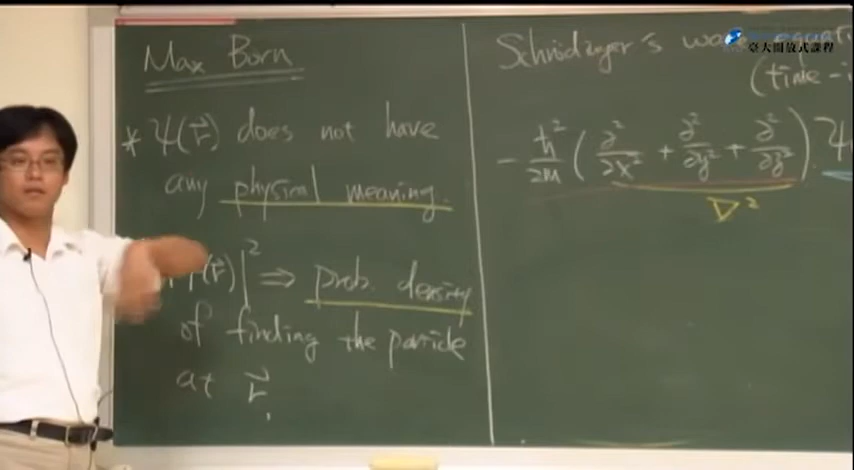 Max Born
* ψ(r⃗) does not have
any physical meaning.
|ψ(r⃗)|² ⇒ prob. density
of finding the particle
at r⃗,
Schrödinger's wave equati
(time-i
-ħ²/2m (∂²/∂x² + ∂²/∂y² + ∂²/∂z²) ψ
∇²
臺大開放式課程